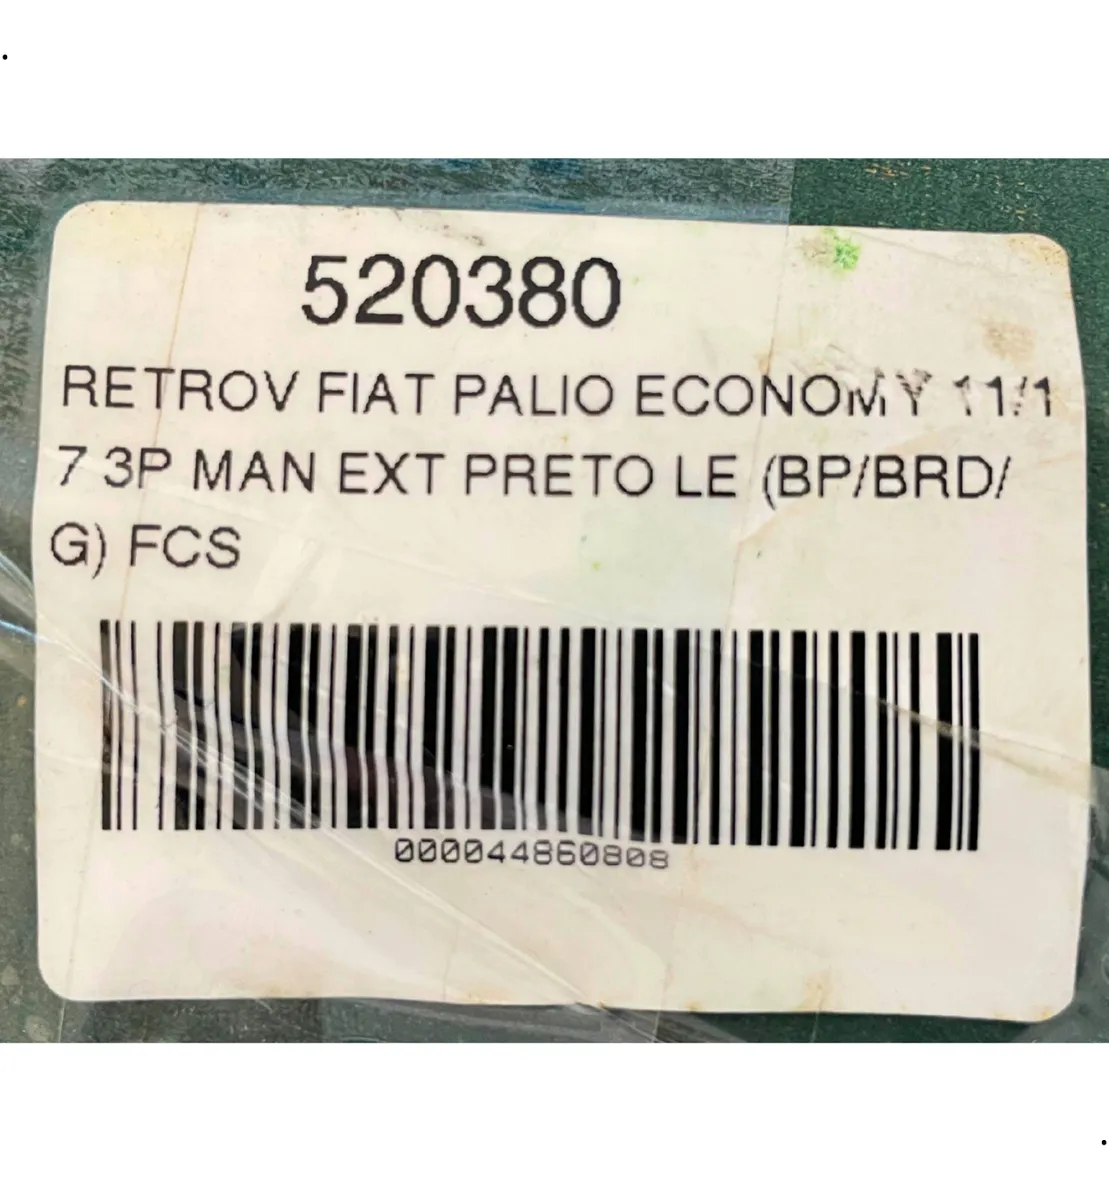 520380
RETROV FIAT PALIO ECONOMY 11/1
7 3P MAN EXT PRETO LE (BP/BRD/
G) FCS
000044860808